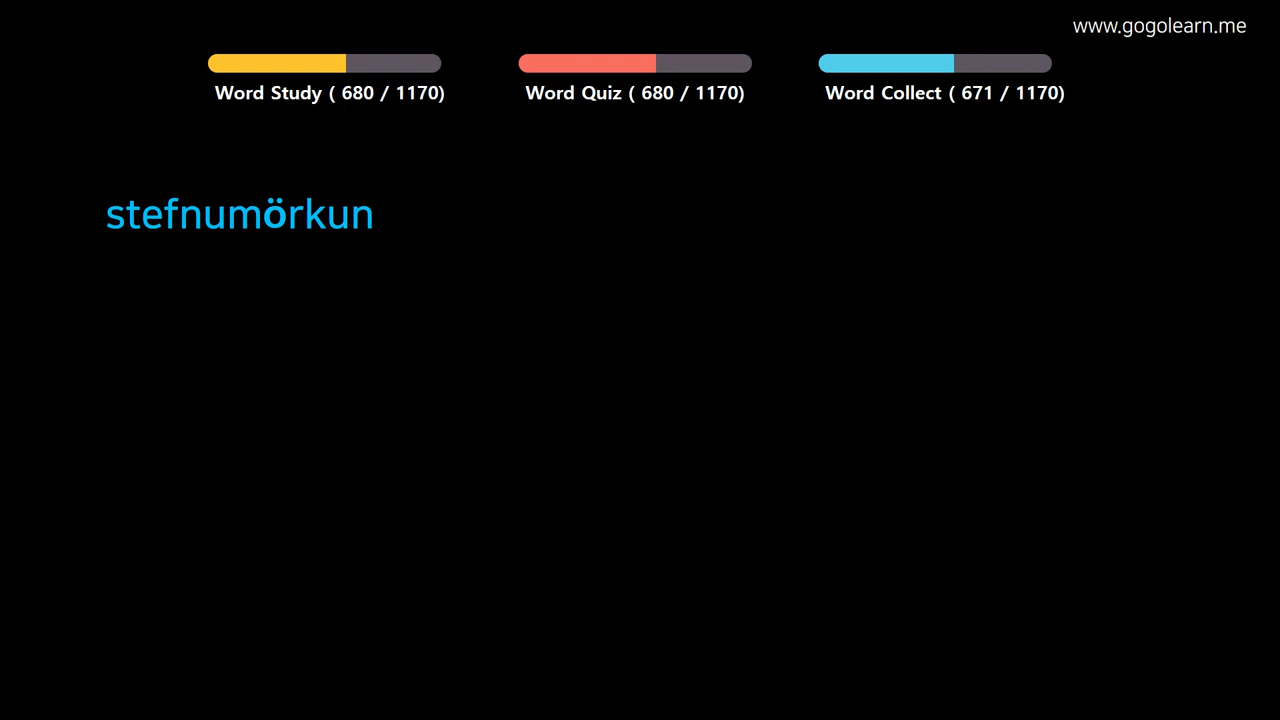 www.gogolearn.me
Word Study ( 680 / 1170)
Word Quiz ( 680 / 1170)
Word Collect ( 671 / 1170)
stefnumörkun